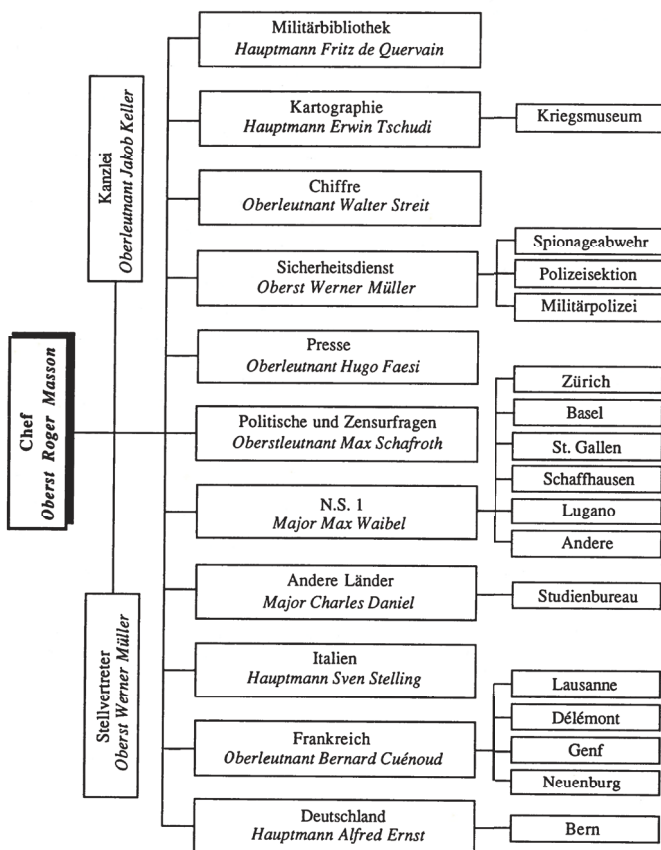 Chef
Oberst Roger Masson
Kanzlei
Oberleutnant Jakob Keller
Stellvertreter
Oberst Werner Müller
Militärbibliothek
Hauptmann Fritz de Quervain
Kartographie
Hauptmann Erwin Tschudi
Kriegsmuseum
Chiffre
Oberleutnant Walter Streit
Sicherheitsdienst
Oberst Werner Müller
Spionageabwehr
Polizeisektion
Militärpolizei
Presse
Oberleutnant Hugo Faesi
Politische und Zensurfragen
Oberstleutnant Max Schafroth
N.S. 1
Major Max Waibel
Zürich
Basel
St. Gallen
Schaffhausen
Lugano
Andere
Andere Länder
Major Charles Daniel
Studienbureau
Italien
Hauptmann Sven Stelling
Frankreich
Oberleutnant Bernard Cuénoud
Lausanne
Délémont
Genf
Neuenburg
Deutschland
Hauptmann Alfred Ernst
Bern